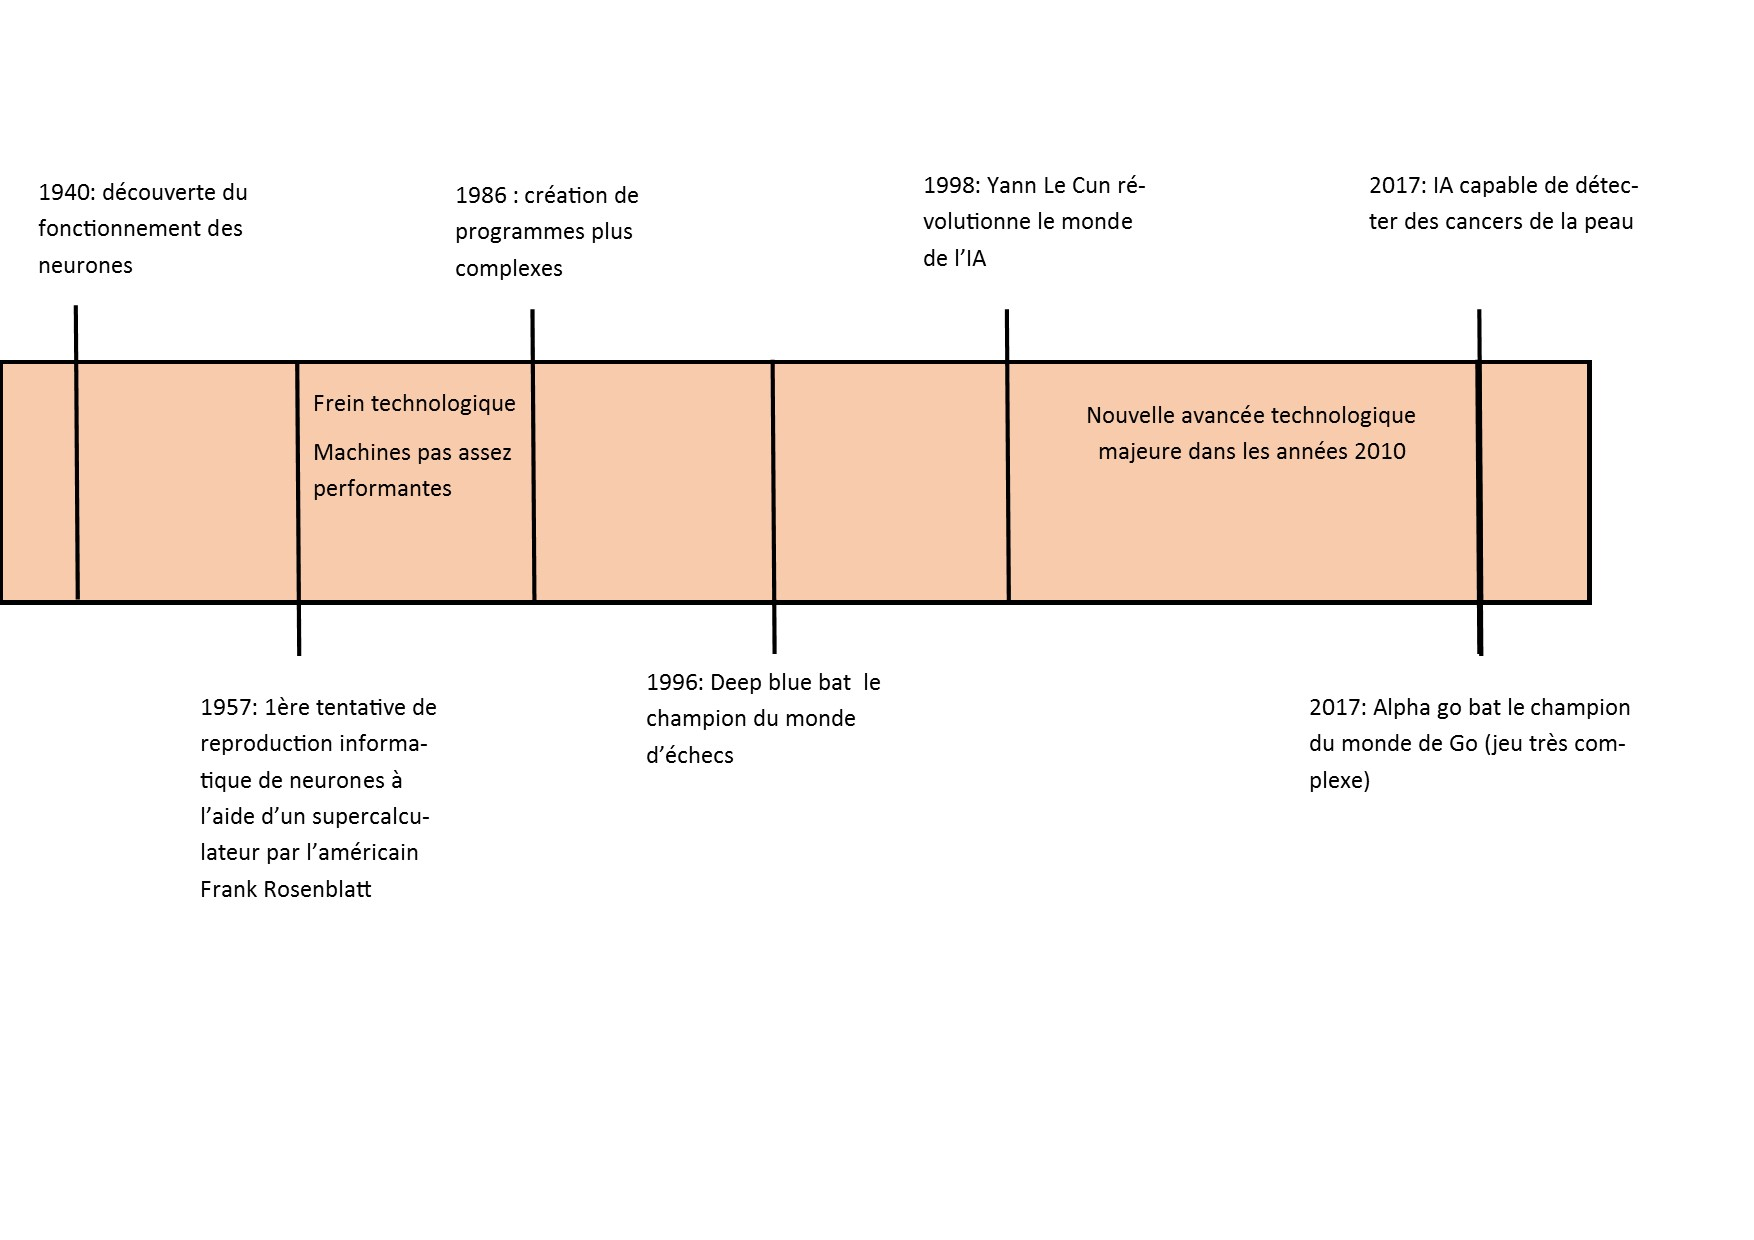 1940: découverte du
fonctionnement des
neurones
1986 : création de
programmes plus
complexes
1998: Yann Le Cun ré-
volutionne le monde
de l’IA
2017: IA capable de détec-
ter des cancers de la peau
Frein technologique
Machines pas assez
performantes
Nouvelle avancée technologique
majeure dans les années 2010
1957: 1ère tentative de
reproduction informa-
tique de neurones à
l’aide d’un supercalcu-
lateur par l’américain
Frank Rosenblatt
1996: Deep blue bat  le
champion du monde
d’échecs
2017: Alpha go bat le champion
du monde de Go (jeu très com-
plexe)